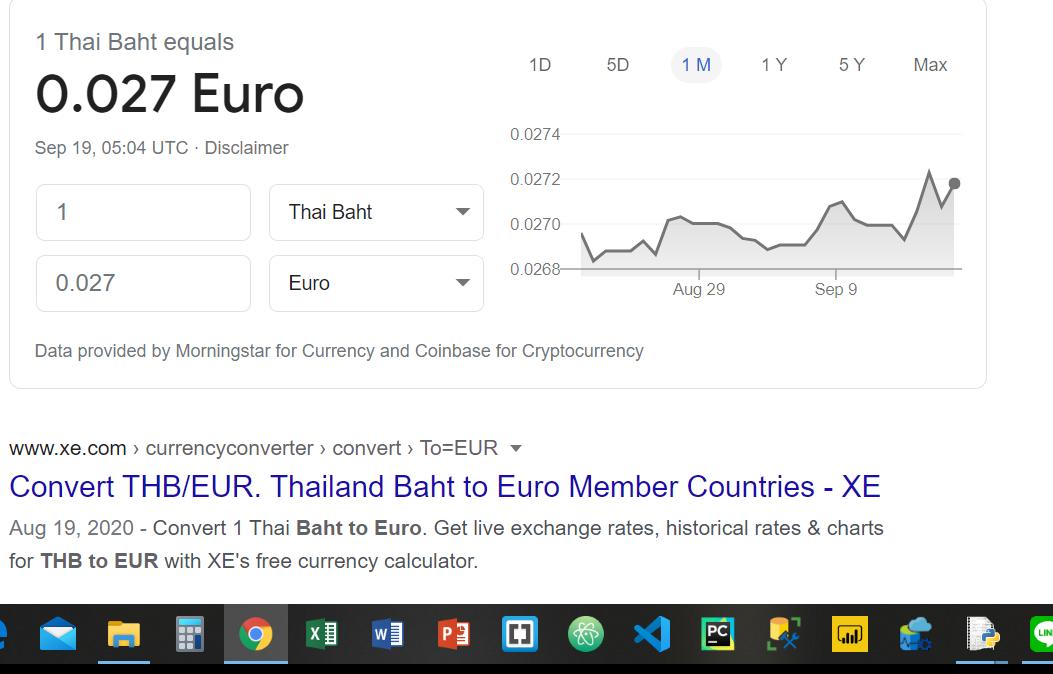 1 Thai Baht equals
0.027 Euro
Sep 19, 05:04 UTC · Disclaimer
1 Thai Baht
0.027 Euro
1D 5D 1 M 1 Y 5 Y Max
0.0274
0.0272
0.0270
0.0268
Aug 29 Sep 9
Data provided by Morningstar for Currency and Coinbase for Cryptocurrency
www.xe.com › currencyconverter › convert › To=EUR
Convert THB/EUR. Thailand Baht to Euro Member Countries - XE
Aug 19, 2020 - Convert 1 Thai Baht to Euro. Get live exchange rates, historical rates & charts
for THB to EUR with XE's free currency calculator.
X W P PC LIN